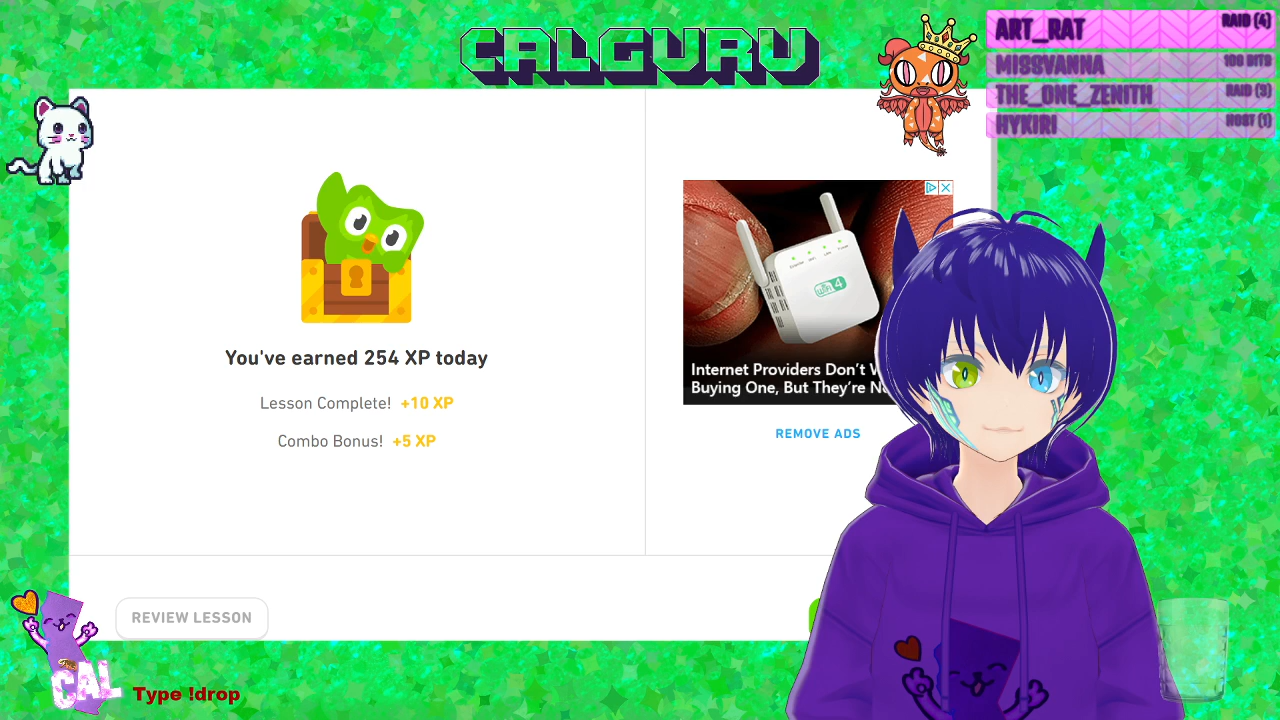 CALGURU
ART_RAT
RAID (4)
MISSVANNA
100 BITS
THE_ONE_ZENITH
RAID (3)
HYKIRI
HOST (1)
You've earned 254 XP today
Lesson Complete! +10 XP
Combo Bonus! +5 XP
WiFi 4
Internet Providers Don't
Buying One, But They're
REMOVE ADS
REVIEW LESSON
CAL
Type !drop